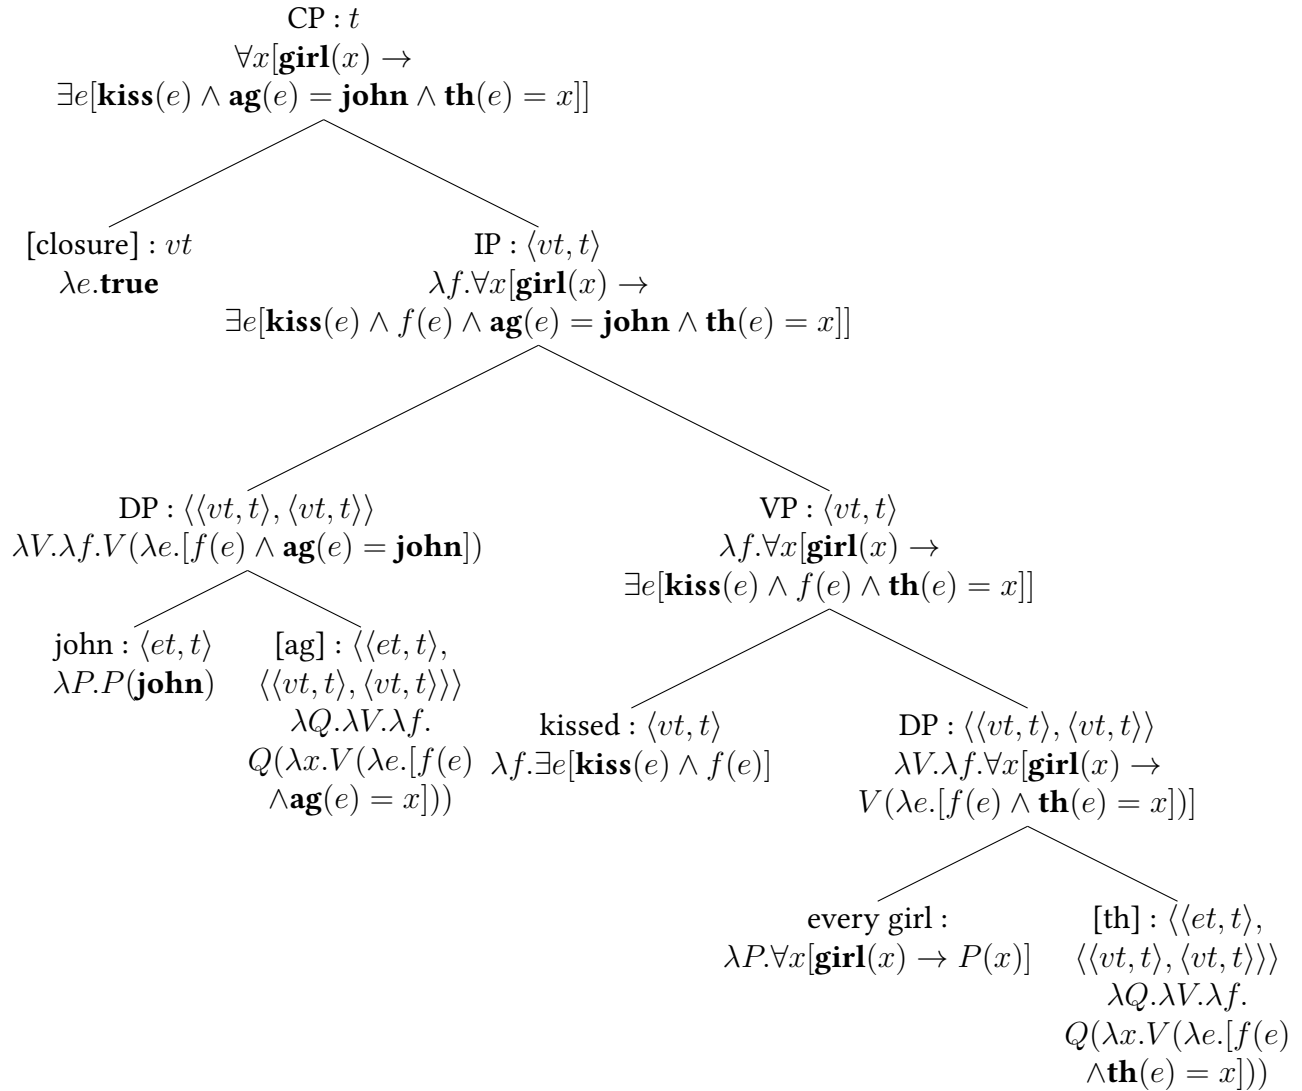 CP : t
∀x[girl(x) →
∃e[kiss(e) ∧ ag(e) = john ∧ th(e) = x]]
[closure] : vt
λe.true
IP : ⟨vt, t⟩
λf.∀x[girl(x) →
∃e[kiss(e) ∧ f(e) ∧ ag(e) = john ∧ th(e) = x]]
DP : ⟨⟨vt, t⟩, ⟨vt, t⟩⟩
λV.λf.V(λe.[f(e) ∧ ag(e) = john])
VP : ⟨vt, t⟩
λf.∀x[girl(x) →
∃e[kiss(e) ∧ f(e) ∧ th(e) = x]]
john : ⟨et, t⟩
λP.P(john)
[ag] : ⟨⟨et, t⟩,
⟨⟨vt, t⟩, ⟨vt, t⟩⟩⟩
λQ.λV.λf.
Q(λx.V(λe.[f(e)
∧ag(e) = x]))
kissed : ⟨vt, t⟩
λf.∃e[kiss(e) ∧ f(e)]
DP : ⟨⟨vt, t⟩, ⟨vt, t⟩⟩
λV.λf.∀x[girl(x) →
V(λe.[f(e) ∧ th(e) = x])]
every girl :
λP.∀x[girl(x) → P(x)]
[th] : ⟨⟨et, t⟩,
⟨⟨vt, t⟩, ⟨vt, t⟩⟩⟩
λQ.λV.λf.
Q(λx.V(λe.[f(e)
∧th(e) = x]))